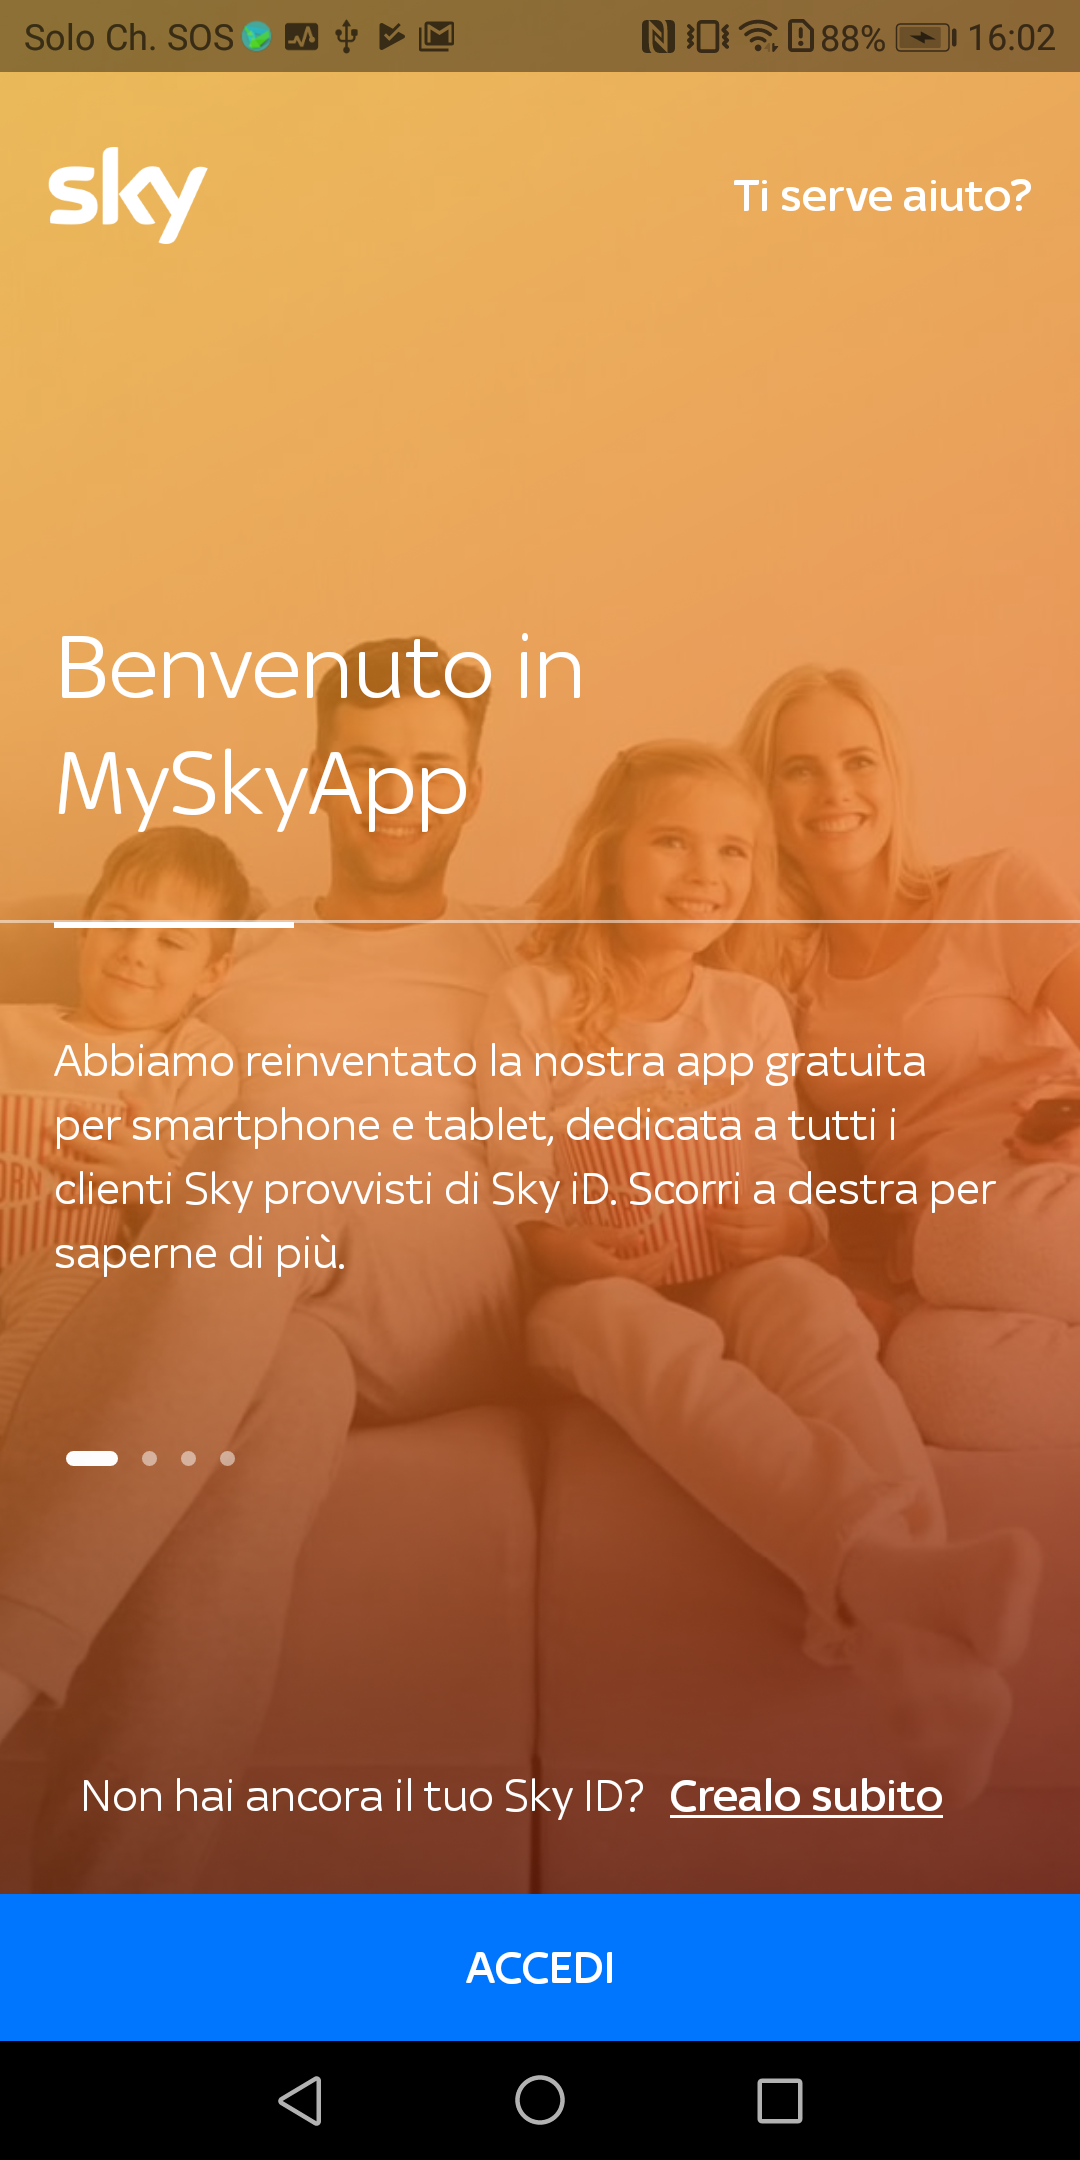 Solo Ch. SOS 88% 16:02
sky
Ti serve aiuto?
Benvenuto in
MySkyApp
Abbiamo reinventato la nostra app gratuita
per smartphone e tablet, dedicata a tutti i
clienti Sky provvisti di Sky iD. Scorri a destra per
saperne di più.
Non hai ancora il tuo Sky ID? Crealo subito
ACCEDI